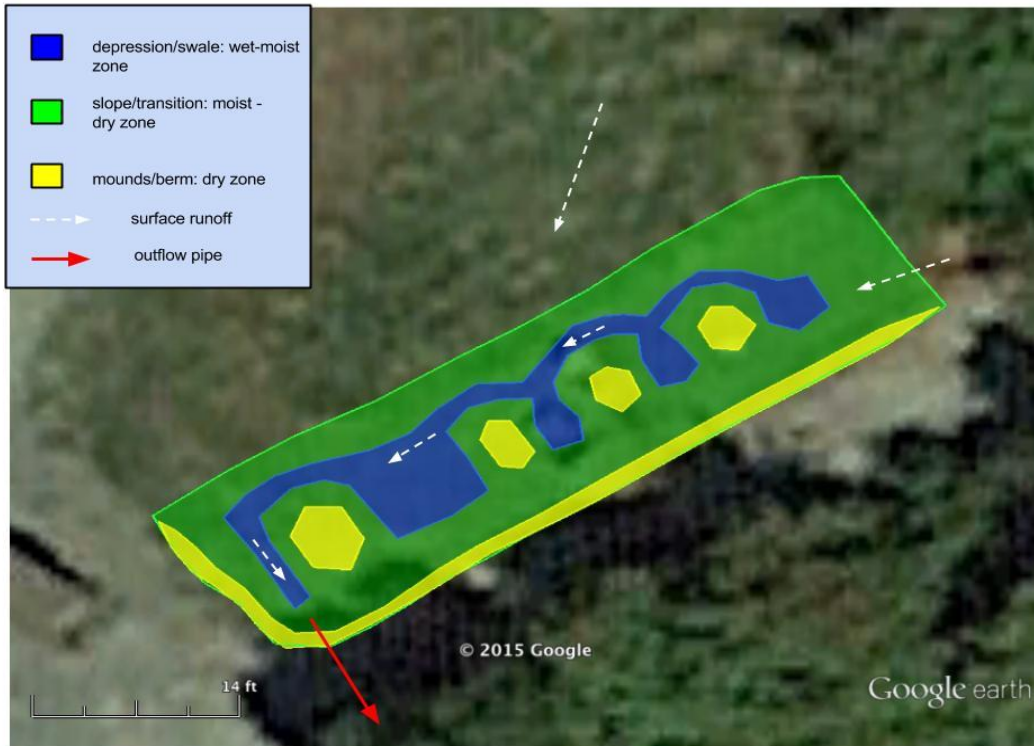 depression/swale: wet-moist
zone
slope/transition: moist -
dry zone
mounds/berm: dry zone
surface runoff
outflow pipe
© 2015 Google
14 ft
Google earth